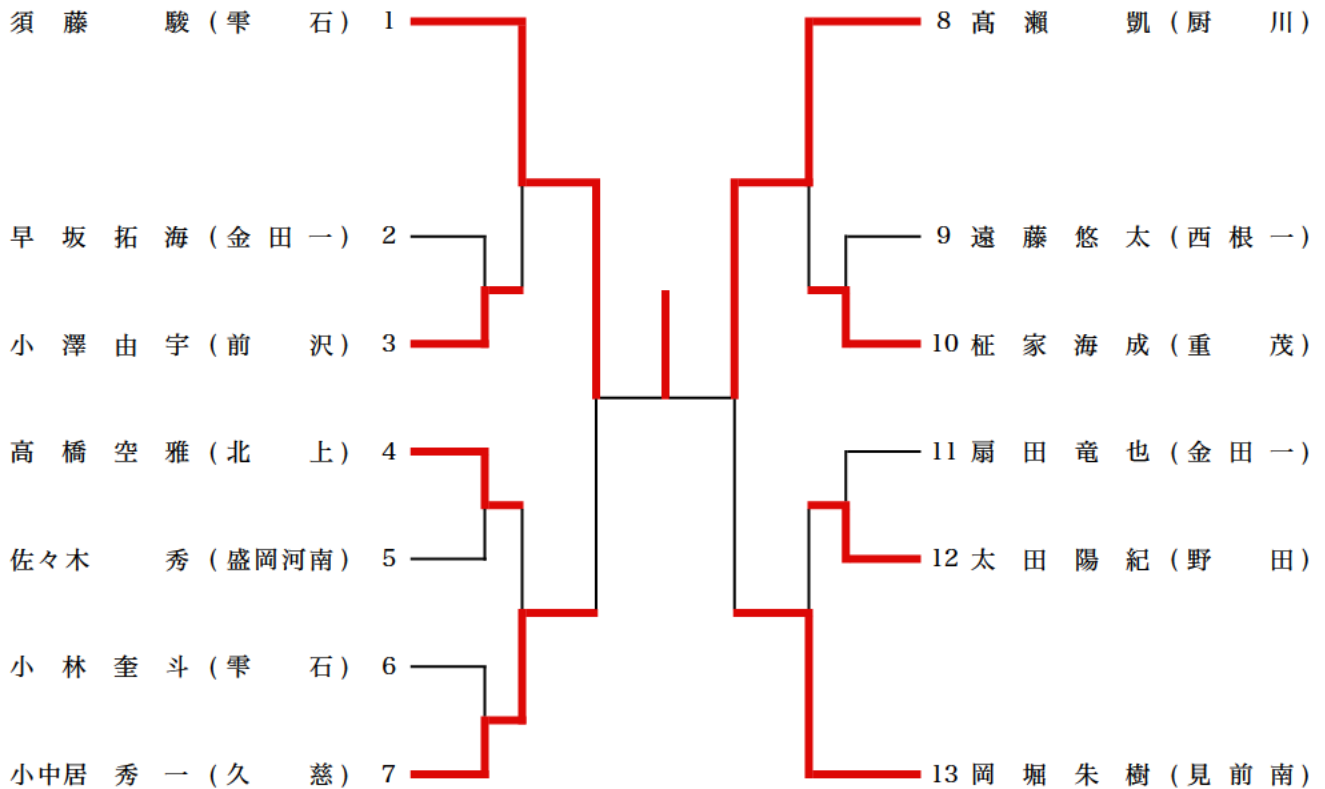 須藤 駿(雫石) 1
早坂拓海(金田一) 2
小澤由宇(前沢) 3
高橋空雅(北上) 4
佐々木 秀(盛岡河南) 5
小林奎斗(雫石) 6
小中居秀一(久慈) 7
8 髙瀬 凱(厨川)
9 遠藤悠太(西根一)
10 柾家海成(重茂)
11 扇田竜也(金田一)
12 太田陽紀(野田)
13 岡堀朱樹(見前南)